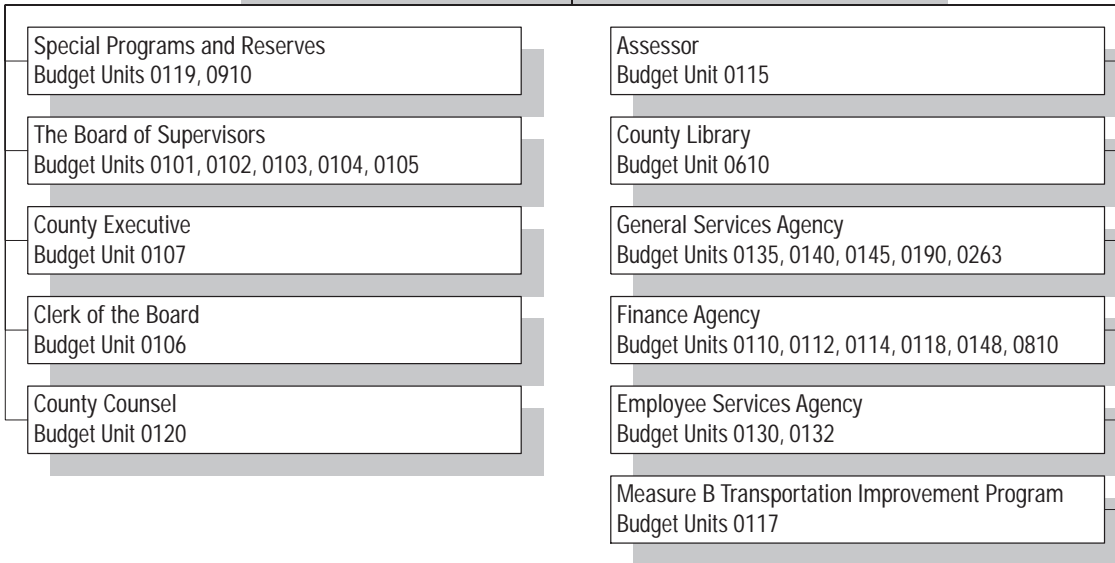 Special Programs and Reserves
Budget Units 0119, 0910
The Board of Supervisors
Budget Units 0101, 0102, 0103, 0104, 0105
County Executive
Budget Unit 0107
Clerk of the Board
Budget Unit 0106
County Counsel
Budget Unit 0120
Assessor
Budget Unit 0115
County Library
Budget Unit 0610
General Services Agency
Budget Units 0135, 0140, 0145, 0190, 0263
Finance Agency
Budget Units 0110, 0112, 0114, 0118, 0148, 0810
Employee Services Agency
Budget Units 0130, 0132
Measure B Transportation Improvement Program
Budget Units 0117